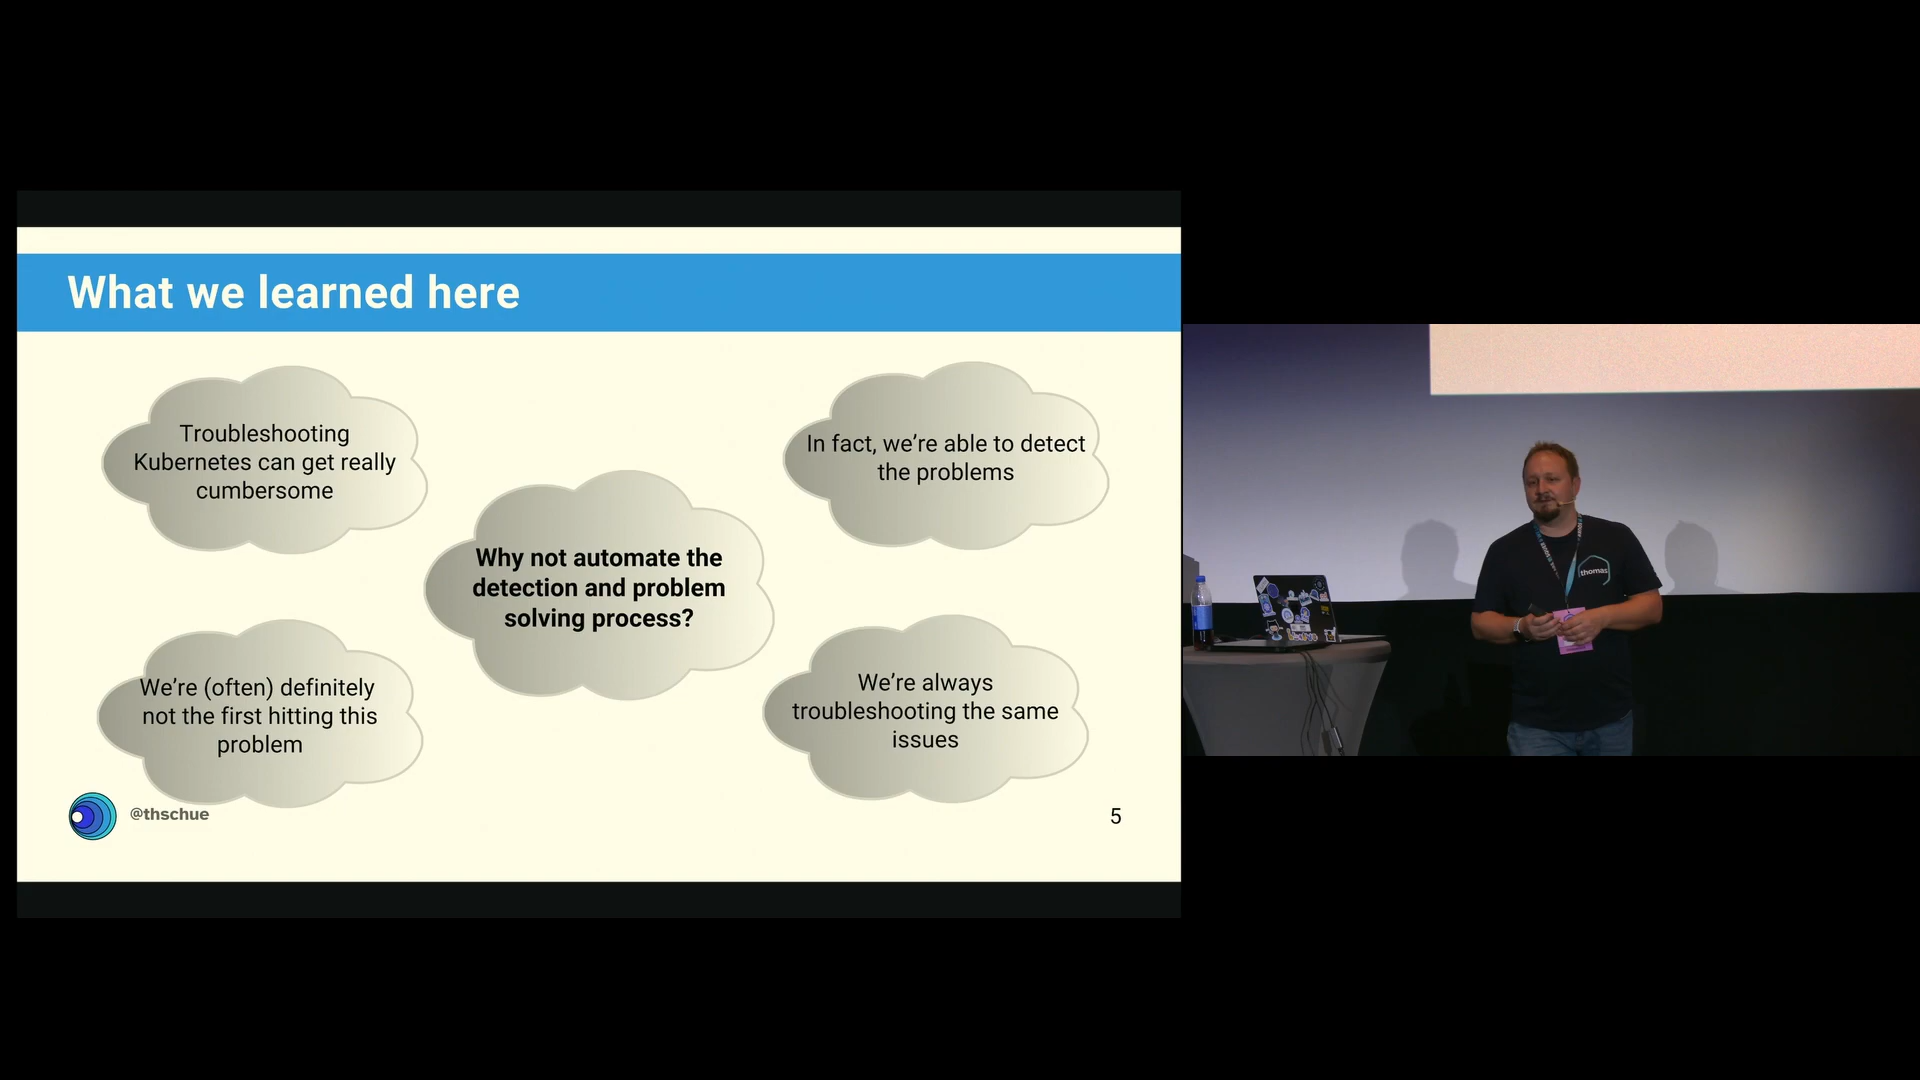 What we learned here
Troubleshooting
Kubernetes can get really
cumbersome
In fact, we’re able to detect
the problems
Why not automate the
detection and problem
solving process?
We’re (often) definitely
not the first hitting this
problem
We’re always
troubleshooting the same
issues
@thschue
5
thomas